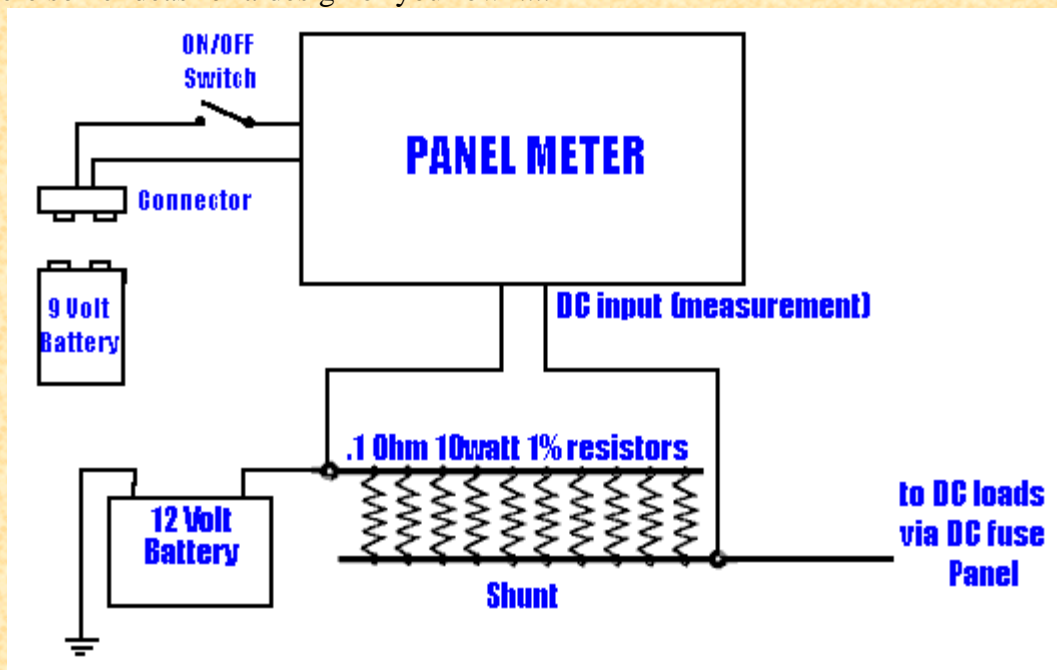 ON/OFF
Switch
PANEL METER
Connector
9 Volt
Battery
DC input (measurement)
.1 Ohm 10watt 1% resistors
12 Volt
Battery
Shunt
to DC loads
via DC fuse
Panel